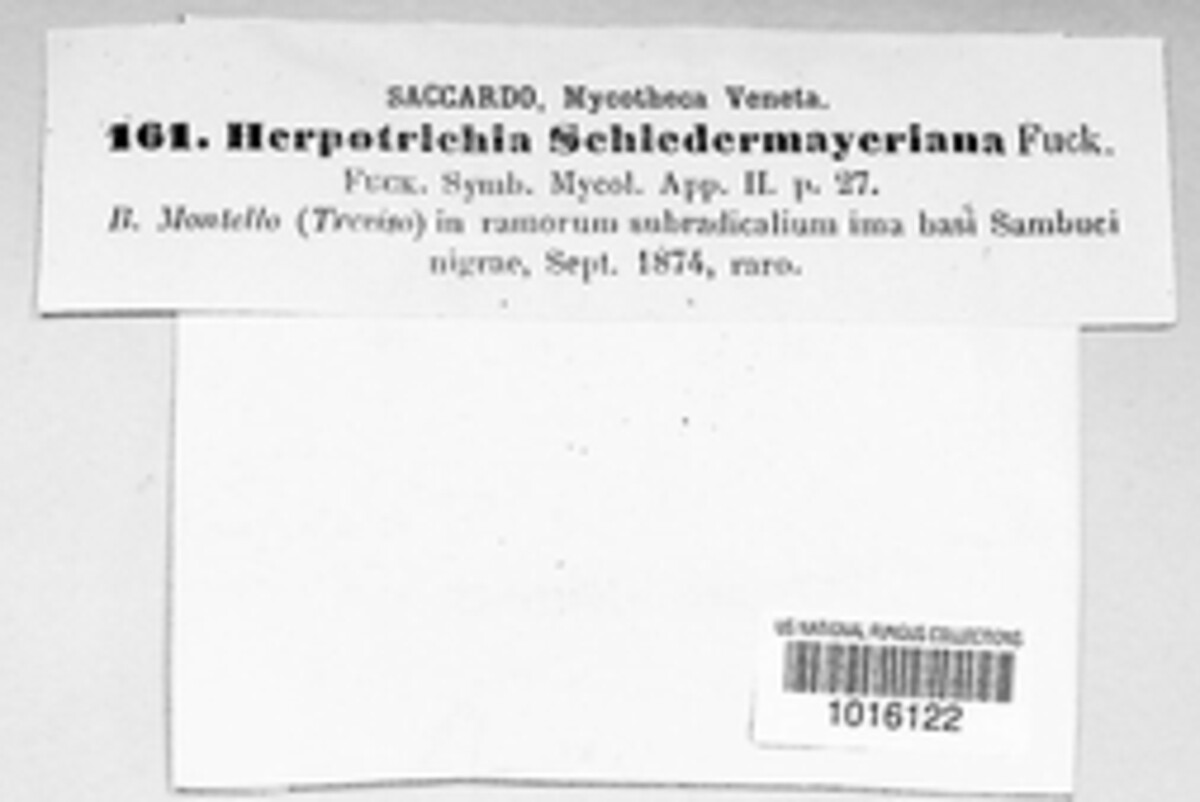 SACCARDO, Mycotheca Veneta.
161. Herpotrichia Schiedermayeriana Fuck.
FUCK. Symb. Mycol. App. II. p. 27.
B. Montello (Treviso) in ramorum subradicalium ima basi Sambuci
nigrae, Sept. 1874, raro.
US NATIONAL FUNGUS COLLECTIONS
1016122